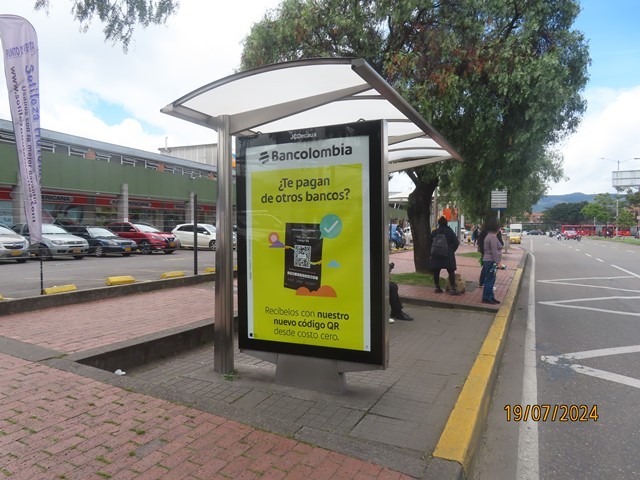 JCDecaux
Bancolombia
¿Te pagan
de otros bancos?
Recíbelos con nuestro
nuevo código QR
desde costo cero.
19/07/2024